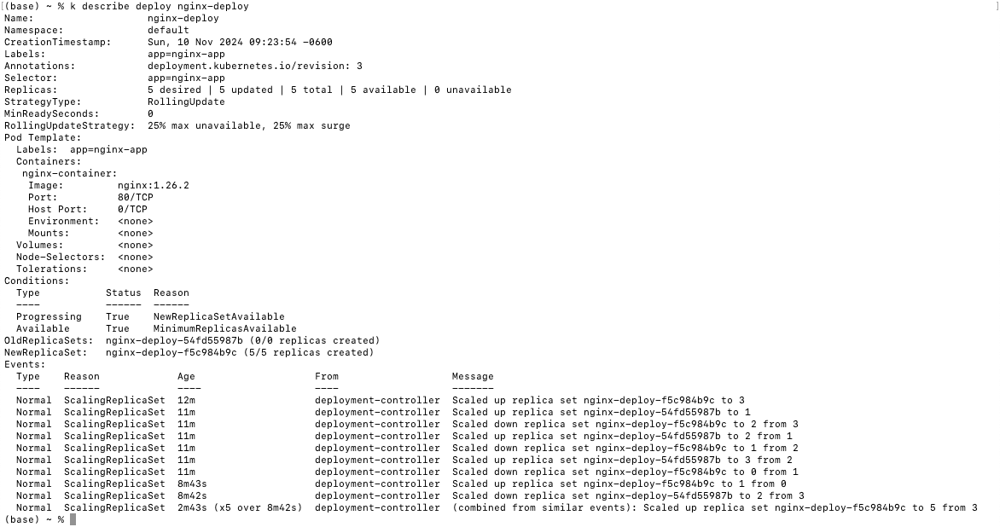 (base) ~ % k describe deploy nginx-deploy
Name:                   nginx-deploy
Namespace:              default
CreationTimestamp:      Sun, 10 Nov 2024 09:23:54 -0600
Labels:                 app=nginx-app
Annotations:            deployment.kubernetes.io/revision: 3
Selector:               app=nginx-app
Replicas:               5 desired | 5 updated | 5 total | 5 available | 0 unavailable
StrategyType:           RollingUpdate
MinReadySeconds:        0
RollingUpdateStrategy:  25% max unavailable, 25% max surge
Pod Template:
  Labels:  app=nginx-app
  Containers:
   nginx-container:
    Image:         nginx:1.26.2
    Port:          80/TCP
    Host Port:     0/TCP
    Environment:   <none>
    Mounts:        <none>
  Volumes:         <none>
  Node-Selectors:  <none>
  Tolerations:     <none>
Conditions:
  Type           Status  Reason
  ----           ------  ------
  Progressing    True    NewReplicaSetAvailable
  Available      True    MinimumReplicasAvailable
OldReplicaSets:  nginx-deploy-54fd55987b (0/0 replicas created)
NewReplicaSet:   nginx-deploy-f5c984b9c (5/5 replicas created)
Events:
  Type    Reason             Age                    From                   Message
  ----    ------             ----                   ----                   -------
  Normal  ScalingReplicaSet  12m                    deployment-controller  Scaled up replica set nginx-deploy-f5c984b9c to 3
  Normal  ScalingReplicaSet  11m                    deployment-controller  Scaled up replica set nginx-deploy-54fd55987b to 1
  Normal  ScalingReplicaSet  11m                    deployment-controller  Scaled down replica set nginx-deploy-f5c984b9c to 2 from 3
  Normal  ScalingReplicaSet  11m                    deployment-controller  Scaled up replica set nginx-deploy-54fd55987b to 2 from 1
  Normal  ScalingReplicaSet  11m                    deployment-controller  Scaled down replica set nginx-deploy-f5c984b9c to 1 from 2
  Normal  ScalingReplicaSet  11m                    deployment-controller  Scaled up replica set nginx-deploy-54fd55987b to 3 from 2
  Normal  ScalingReplicaSet  11m                    deployment-controller  Scaled down replica set nginx-deploy-f5c984b9c to 0 from 1
  Normal  ScalingReplicaSet  8m43s                  deployment-controller  Scaled up replica set nginx-deploy-f5c984b9c to 1 from 0
  Normal  ScalingReplicaSet  8m42s                  deployment-controller  Scaled down replica set nginx-deploy-54fd55987b to 2 from 3
  Normal  ScalingReplicaSet  2m43s (x5 over 8m42s)  deployment-controller  (combined from similar events): Scaled up replica set nginx-deploy-f5c984b9c to 5 from 3
(base) ~ %